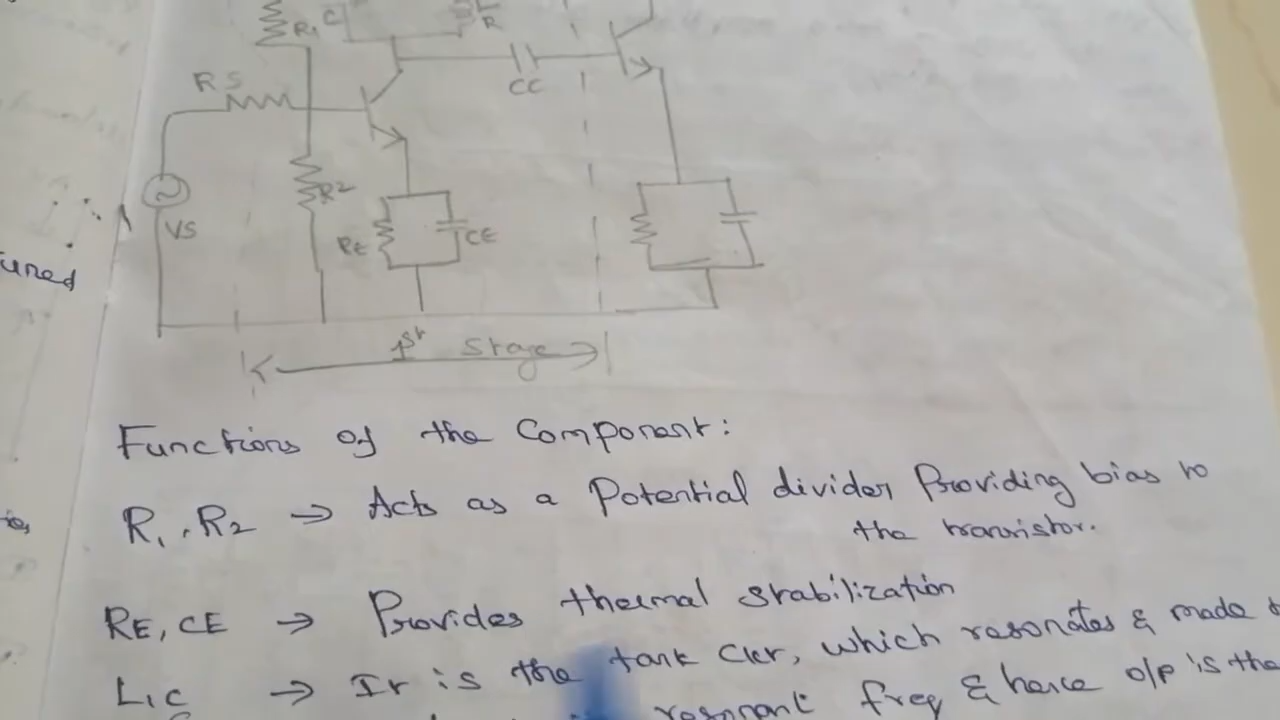 R1 C
R
RS
CC
R2
VS
RE
CE
uned
1st Stage
Functions of the Component:
R1, R2 → Acts as a Potential divider Providing bias to
the transistor.
RE, CE → Provides thermal stabilization
L1C → It is the tank Ckt, which resonates & made
resonant freq & hence o/p is the